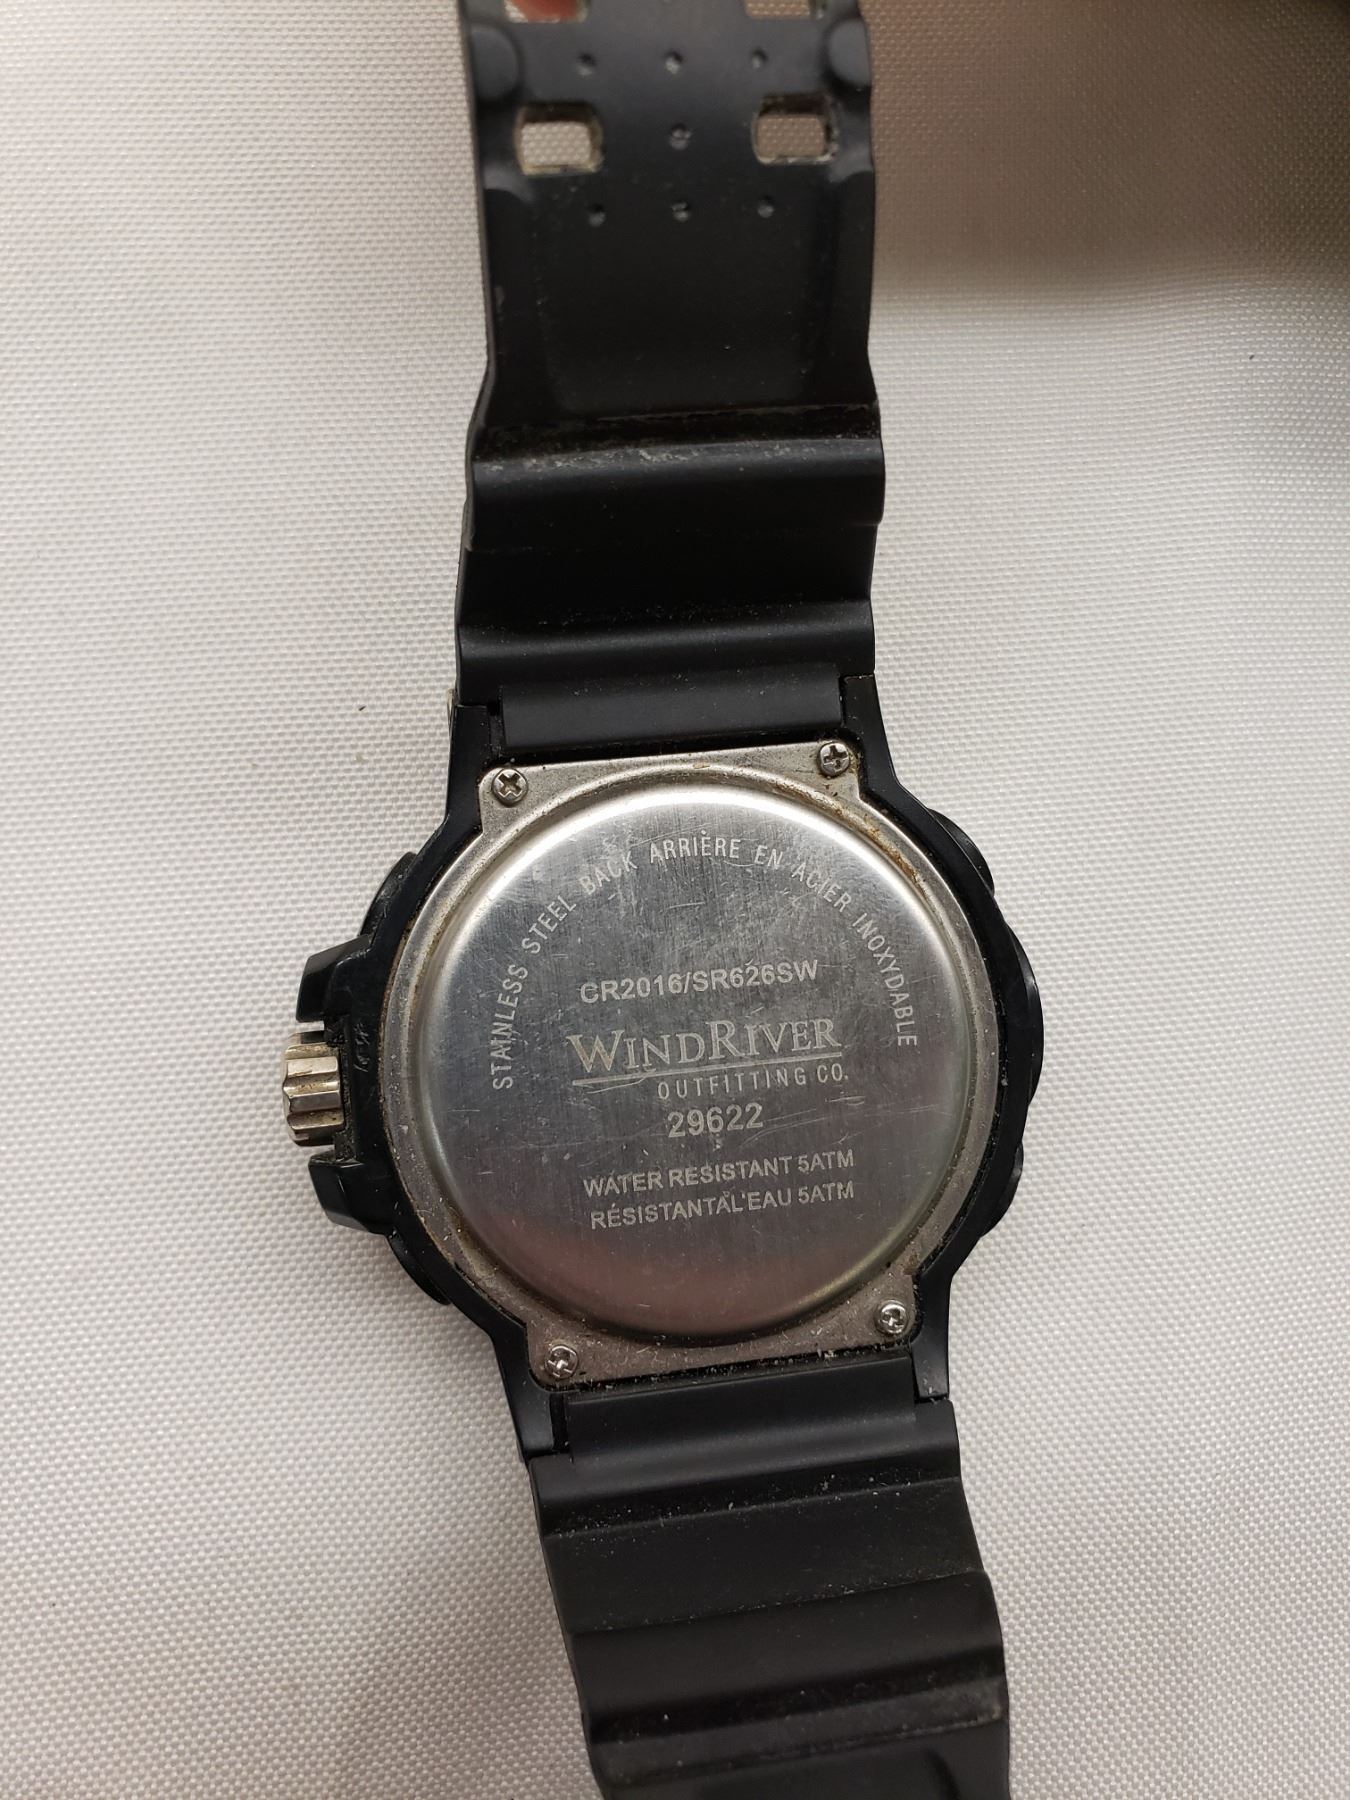 STAINLESS STEEL BACK ARRIÈRE EN ACIER INOXYDABLE
CR2016/SR626SW
WINDRIVER
OUTFITTING CO.
29622
WATER RESISTANT 5ATM
RÉSISTANTAL'EAU 5ATM